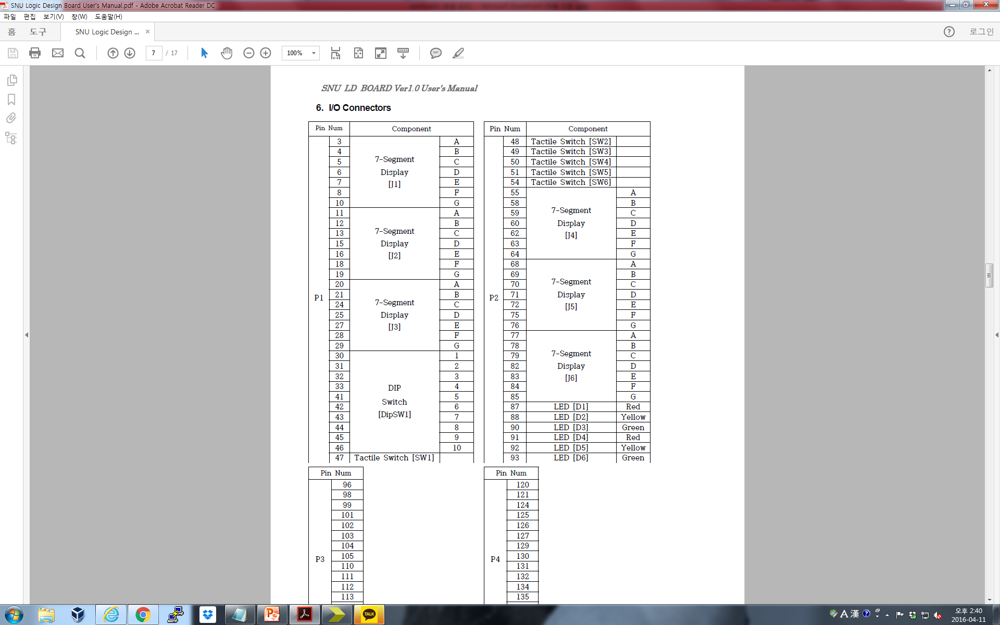 SNU Logic Design Board User's Manual.pdf - Adobe Acrobat Reader DC
파일 편집 보기(V) 창(W) 도움말(H)
홈 도구 SNU Logic Design ... × ? 로그인
7 / 17 100%
SNU LD BOARD Ver1.0 User's Manual
6. I/O Connectors
Pin Num Component
P1
3 7-Segment Display [J1] A
4 B
5 C
6 D
7 E
8 F
10 G
11 7-Segment Display [J2] A
12 B
13 C
15 D
16 E
18 F
19 G
20 7-Segment Display [J3] A
21 B
24 C
25 D
27 E
28 F
29 G
30 DIP Switch [DipSW1] 1
31 2
32 3
33 4
41 5
42 6
43 7
44 8
45 9
46 10
47 Tactile Switch [SW1]
Pin Num Component
P2
48 Tactile Switch [SW2]
49 Tactile Switch [SW3]
50 Tactile Switch [SW4]
51 Tactile Switch [SW5]
54 Tactile Switch [SW6]
55 7-Segment Display [J4] A
58 B
59 C
60 D
62 E
63 F
64 G
68 7-Segment Display [J5] A
69 B
70 C
71 D
72 E
75 F
76 G
77 7-Segment Display [J6] A
78 B
79 C
82 D
83 E
84 F
85 G
87 LED [D1] Red
88 LED [D2] Yellow
90 LED [D3] Green
91 LED [D4] Red
92 LED [D5] Yellow
93 LED [D6] Green
Pin Num
P3
96
98
99
101
102
103
104
105
110
111
112
113
Pin Num
P4
120
121
124
125
126
127
129
130
131
132
134
135
TALK
A 漢 ?
오후 2:40
2016-04-11